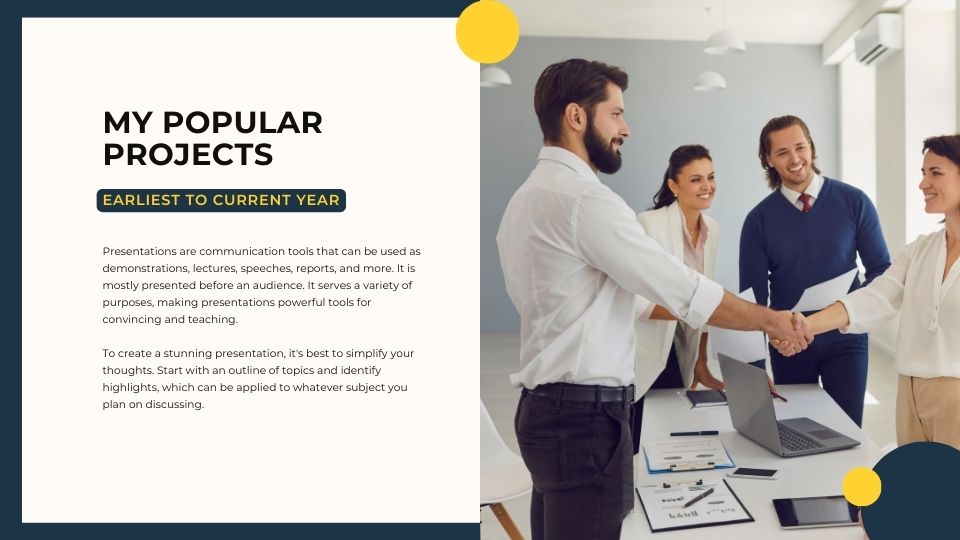 MY POPULAR
PROJECTS
EARLIEST TO CURRENT YEAR
Presentations are communication tools that can be used as
demonstrations, lectures, speeches, reports, and more. It is
mostly presented before an audience. It serves a variety of
purposes, making presentations powerful tools for
convincing and teaching.
To create a stunning presentation, it's best to simplify your
thoughts. Start with an outline of topics and identify
highlights, which can be applied to whatever subject you
plan on discussing.